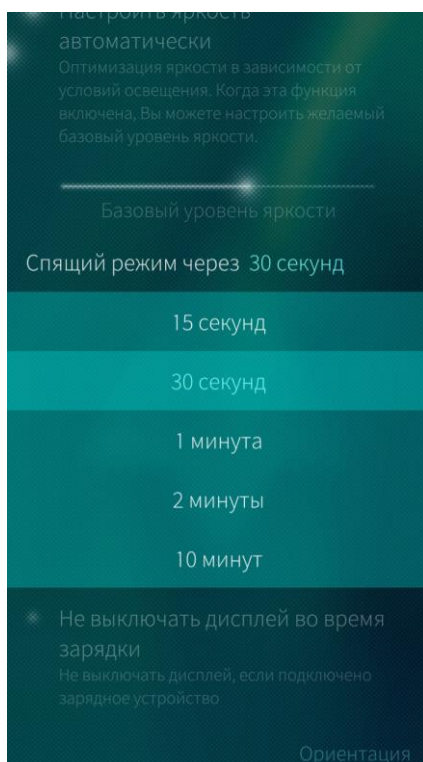 Настроить яркость
автоматически
Оптимизация яркости в зависимости от
условий освещения. Когда эта функция
включена, Вы можете настроить желаемый
базовый уровень яркости.
Базовый уровень яркости
Спящий режим через 30 секунд
15 секунд
30 секунд
1 минута
2 минуты
10 минут
Не выключать дисплей во время
зарядки
Не выключать дисплей, если подключено
зарядное устройство
Ориентация